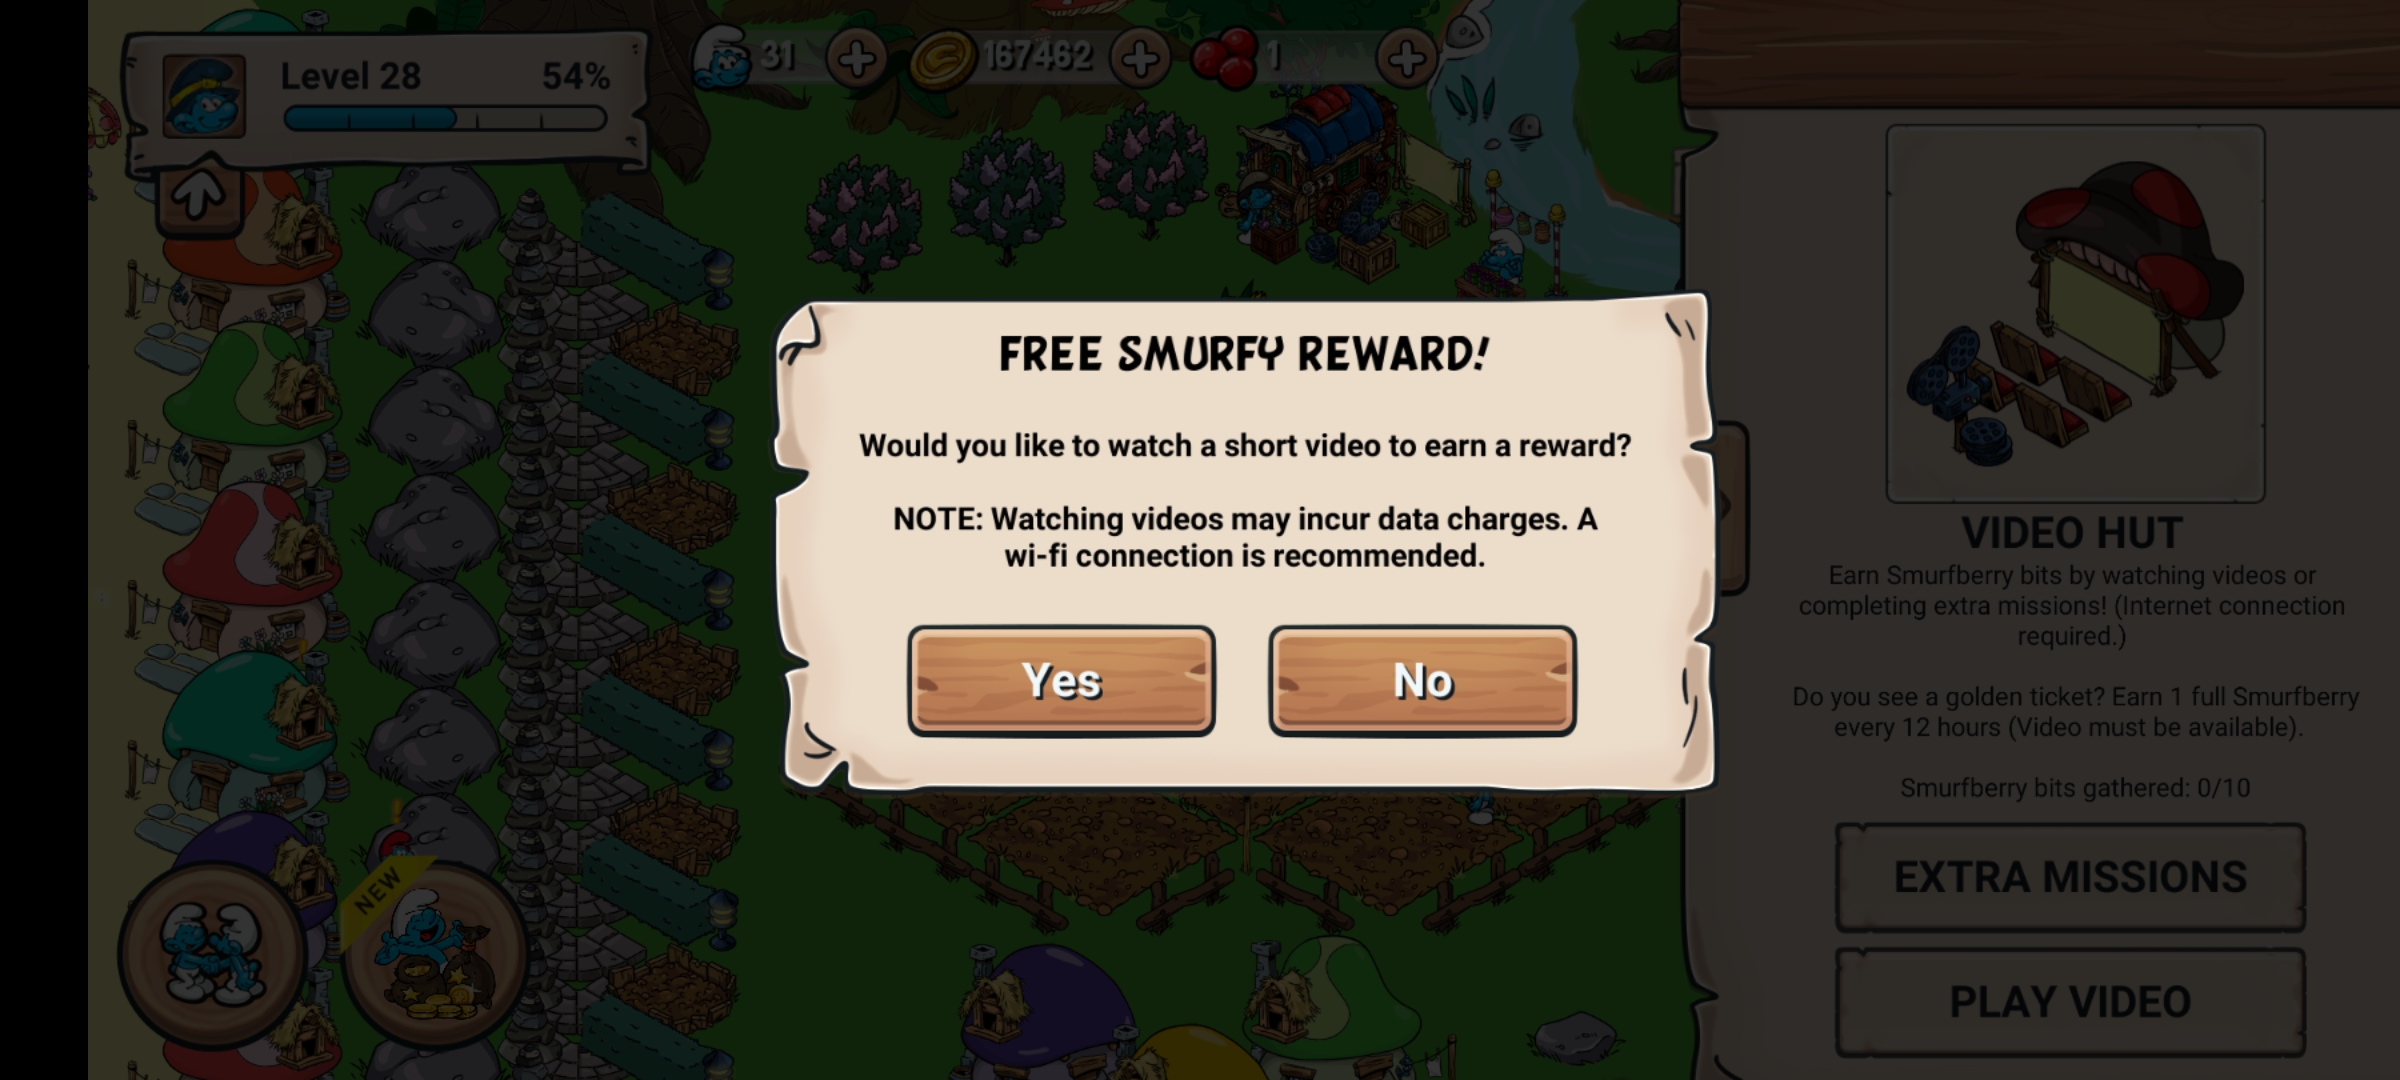 Level 28
54%
31
167462
1
FREE SMURFY REWARD!
Would you like to watch a short video to earn a reward?
NOTE: Watching videos may incur data charges. A
wi-fi connection is recommended.
Yes
No
VIDEO HUT
Earn Smurfberry bits by watching videos or
completing extra missions! (Internet connection
required.)
Do you see a golden ticket? Earn 1 full Smurfberry
every 12 hours (Video must be available).
Smurfberry bits gathered: 0/10
EXTRA MISSIONS
PLAY VIDEO
NEW